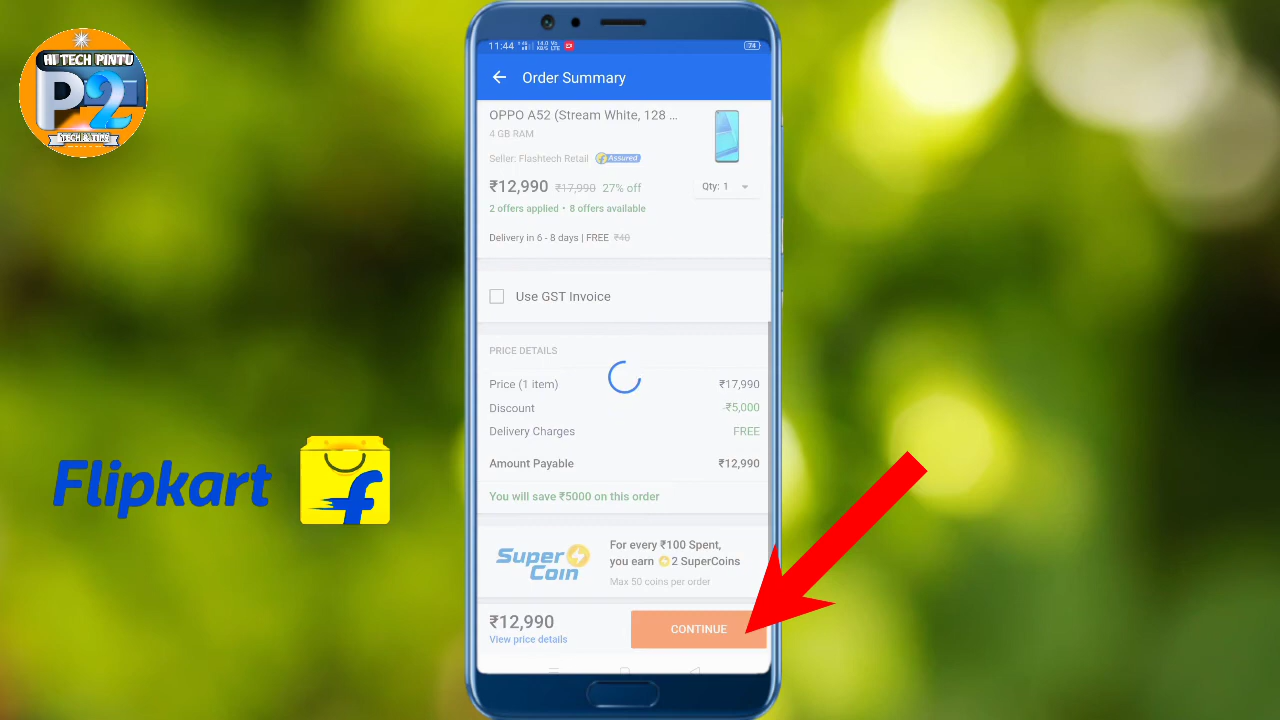 HI TECH PINTU
P2
11:44
74
Order Summary
OPPO A52 (Stream White, 128 ...
4 GB RAM
Seller: Flashtech Retail
Assured
₹12,990 ₹17,990 27% off
Qty: 1
2 offers applied • 8 offers available
Delivery in 6 - 8 days | FREE ₹40
Use GST Invoice
PRICE DETAILS
Price (1 item) ₹17,990
Discount -₹5,000
Delivery Charges FREE
Amount Payable ₹12,990
You will save ₹5000 on this order
Super Coin
For every ₹100 Spent,
you earn 2 SuperCoins
Max 50 coins per order
₹12,990
View price details
CONTINUE
Flipkart
f